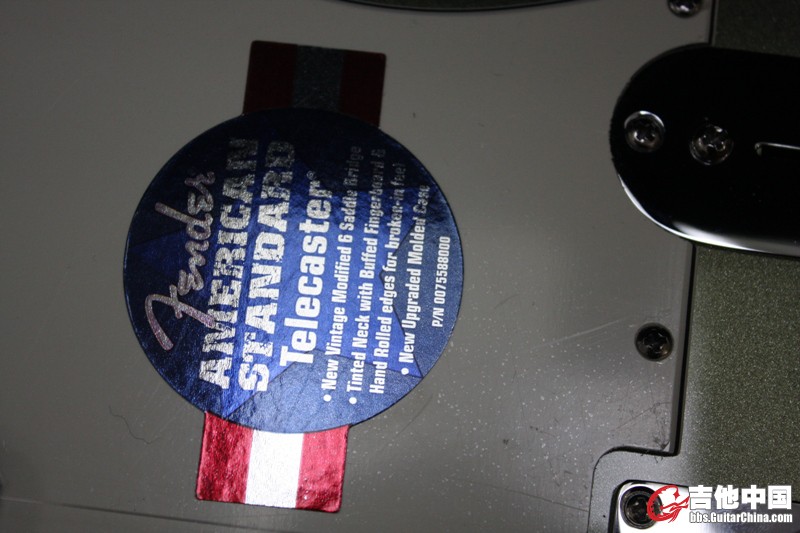 Fender
AMERICAN
STANDARD
Telecaster®
• New Vintage Modified 6 Saddle Bridge
• Tinted Neck with Buffed Fingerboard &
Hand Rolled edges for broken-in feel
• New Upgraded Molded Case
P/N 0075588000
吉他中国
bbs.GuitarChina.com